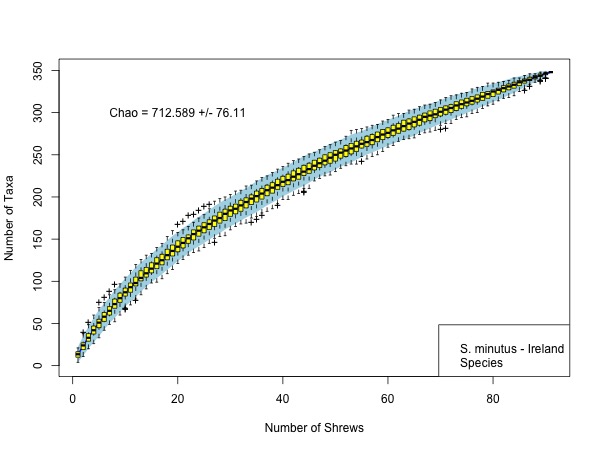 Chao = 712.589 +/- 76.11
Number of Taxa
350
300
250
200
150
100
50
0
S. minutus - Ireland
Species
0 20 40 60 80
Number of Shrews